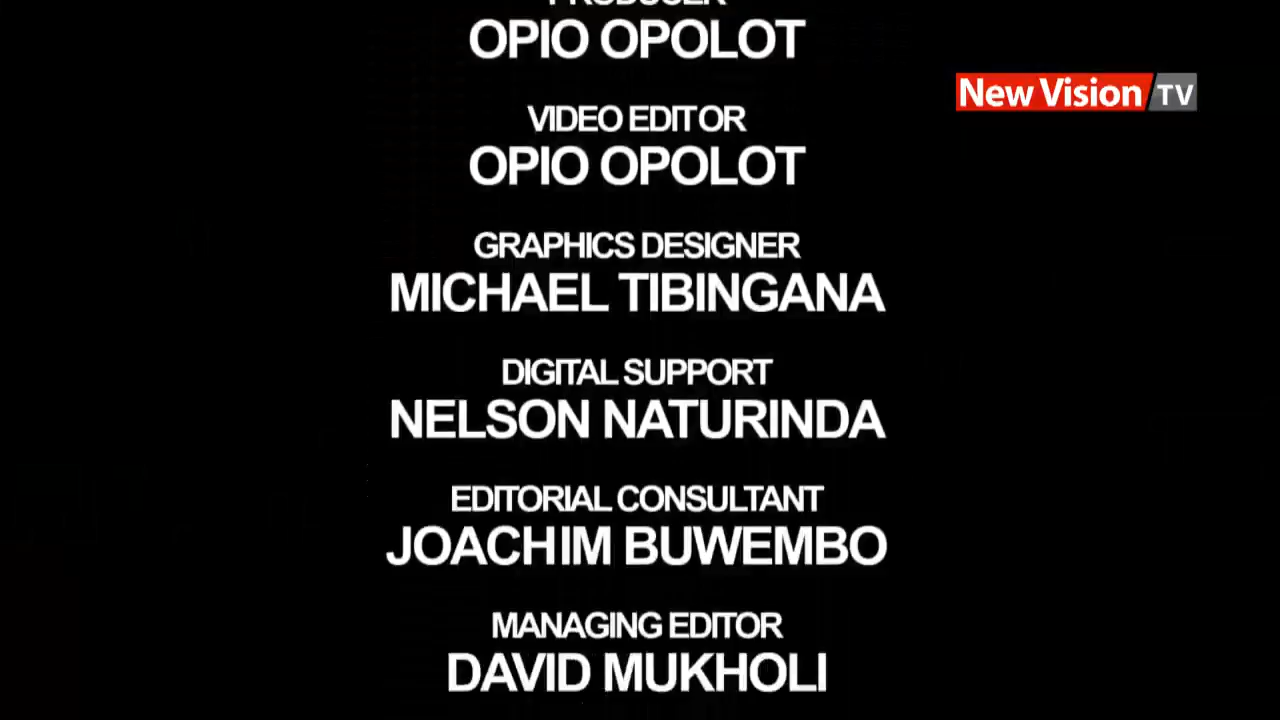 PRODUCER
OPIO OPOLOT
New Vision TV
VIDEO EDITOR
OPIO OPOLOT
GRAPHICS DESIGNER
MICHAEL TIBINGANA
DIGITAL SUPPORT
NELSON NATURINDA
EDITORIAL CONSULTANT
JOACHIM BUWEMBO
MANAGING EDITOR
DAVID MUKHOLI